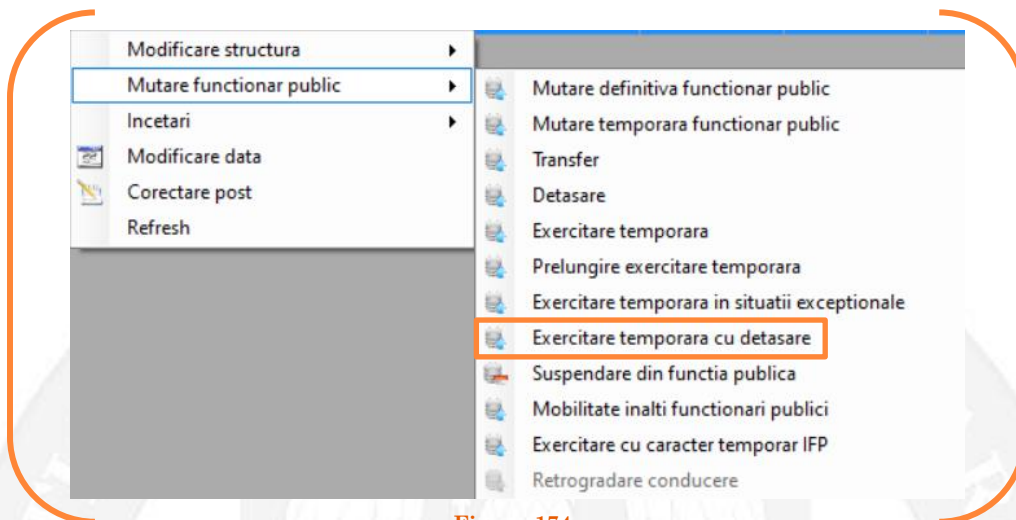 Modificare structura
Mutare functionar public
Incetari
Modificare data
Corectare post
Refresh
Mutare definitiva functionar public
Mutare temporara functionar public
Transfer
Detasare
Exercitare temporara
Prelungire exercitare temporara
Exercitare temporara in situatii exceptionale
Exercitare temporara cu detasare
Suspendare din functia publica
Mobilitate inalti functionari publici
Exercitare cu caracter temporar IFP
Retrogradare conducere